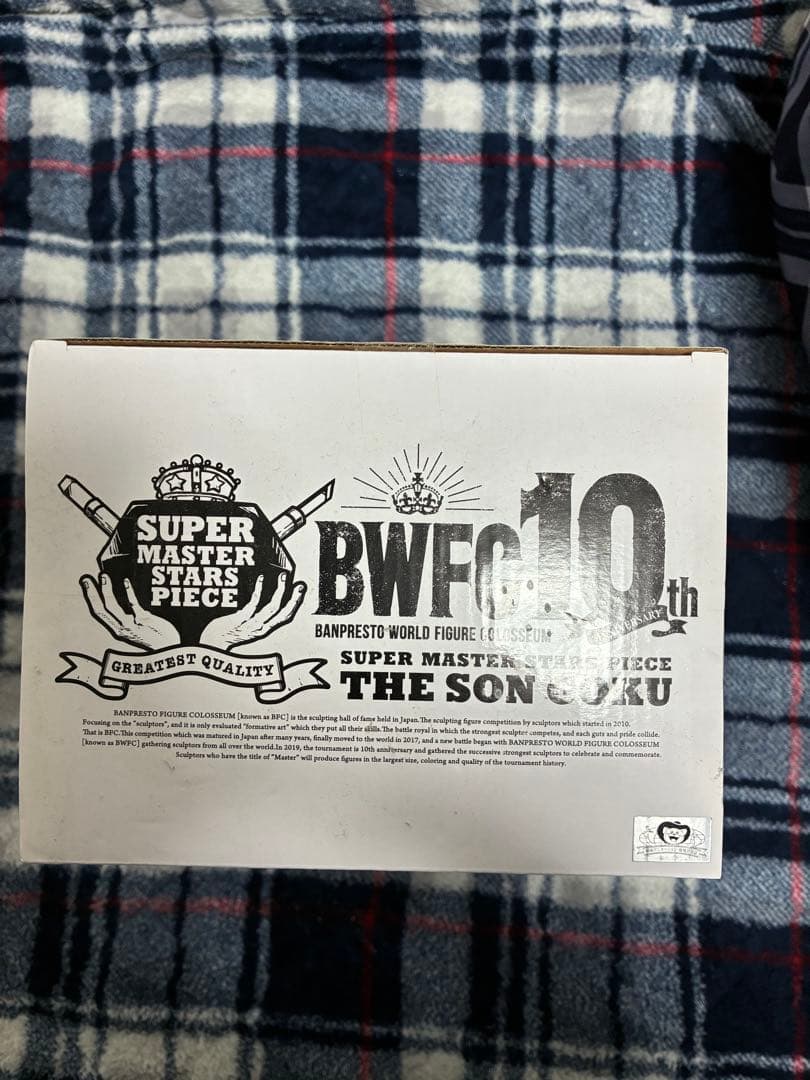 SUPER
MASTER
STARS
PIECE
GREATEST QUALITY
BWFC 10th
ANNIVERSARY
BANPRESTO WORLD FIGURE COLOSSEUM
SUPER MASTER STARS PIECE
THE SON GOKU
BANPRESTO FIGURE COLOSSEUM [known as BFC] is the sculpting hall of fame held in Japan.The sculpting figure competition by sculptors which started in 2010.
Focusing on the "sculptors", and it is only evaluated "formative art" which they put all their skills.The battle royal in which the strongest sculptor competes, and each guts and pride collide.
That is BFC.This competition which was matured in Japan after many years, finally moved to the world in 2017, and a new battle began with BANPRESTO WORLD FIGURE COLOSSEUM
[known as BWFC] gathering sculptors from all over the world.In 2019, the tournament is 10th anniversary and gathered the successive strongest sculptors to celebrate and commemorate.
Sculptors who have the title of "Master" will produce figures in the largest size, coloring and quality of the tournament history.